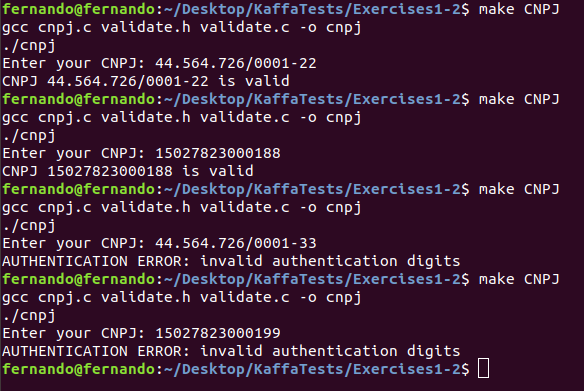 fernando@fernando:~/Desktop/KaffaTests/Exercises1-2$ make CNPJ
gcc cnpj.c validate.h validate.c -o cnpj
./cnpj
Enter your CNPJ: 44.564.726/0001-22
CNPJ 44.564.726/0001-22 is valid
fernando@fernando:~/Desktop/KaffaTests/Exercises1-2$ make CNPJ
gcc cnpj.c validate.h validate.c -o cnpj
./cnpj
Enter your CNPJ: 15027823000188
CNPJ 15027823000188 is valid
fernando@fernando:~/Desktop/KaffaTests/Exercises1-2$ make CNPJ
gcc cnpj.c validate.h validate.c -o cnpj
./cnpj
Enter your CNPJ: 44.564.726/0001-33
AUTHENTICATION ERROR: invalid authentication digits
fernando@fernando:~/Desktop/KaffaTests/Exercises1-2$ make CNPJ
gcc cnpj.c validate.h validate.c -o cnpj
./cnpj
Enter your CNPJ: 15027823000199
AUTHENTICATION ERROR: invalid authentication digits
fernando@fernando:~/Desktop/KaffaTests/Exercises1-2$